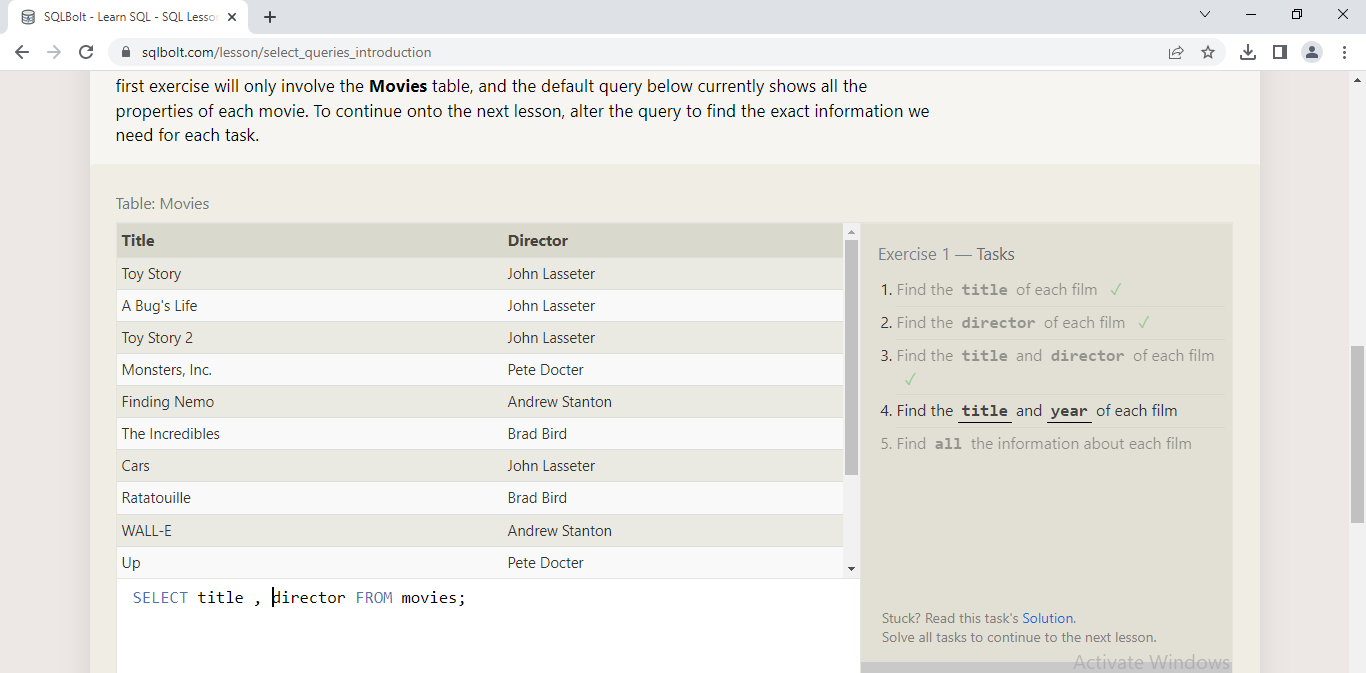 SQLBolt - Learn SQL - SQL Lesson
sqlbolt.com/lesson/select_queries_introduction
first exercise will only involve the Movies table, and the default query below currently shows all the
properties of each movie. To continue onto the next lesson, alter the query to find the exact information we
need for each task.
Table: Movies
Title Director
Toy Story John Lasseter
A Bug's Life John Lasseter
Toy Story 2 John Lasseter
Monsters, Inc. Pete Docter
Finding Nemo Andrew Stanton
The Incredibles Brad Bird
Cars John Lasseter
Ratatouille Brad Bird
WALL-E Andrew Stanton
Up Pete Docter
SELECT title , director FROM movies;
Exercise 1 — Tasks
1. Find the title of each film ✓
2. Find the director of each film ✓
3. Find the title and director of each film
✓
4. Find the title and year of each film
5. Find all the information about each film
Stuck? Read this task's Solution.
Solve all tasks to continue to the next lesson.
Activate Windows